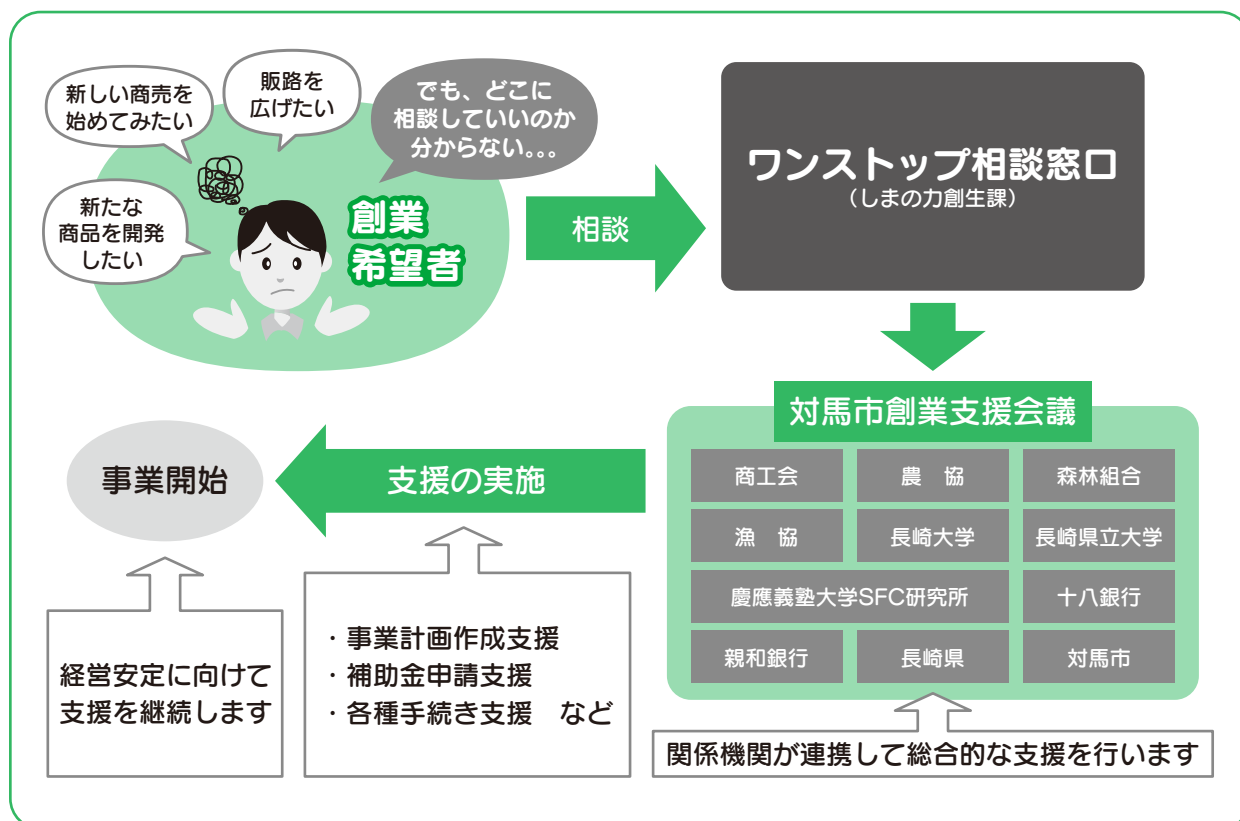 新しい商売を
始めてみたい
販路を
広げたい
でも、どこに
相談していいのか
分からない。。。
新たな
商品を開発
したい
創業
希望者
相談
ワンストップ相談窓口
（しまの力創生課）
対馬市創業支援会議
商工会
農　協
森林組合
漁　協
長崎大学
長崎県立大学
慶應義塾大学SFC研究所
十八銀行
親和銀行
長崎県
対馬市
関係機関が連携して総合的な支援を行います
支援の実施
・事業計画作成支援
・補助金申請支援
・各種手続き支援　など
事業開始
経営安定に向けて
支援を継続します